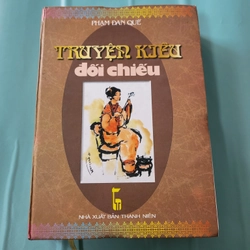 PHẠM ĐAN QUẾ
TRUYỆN KIỀU
đối chiếu
NHÀ XUẤT BẢN THANH NIÊN